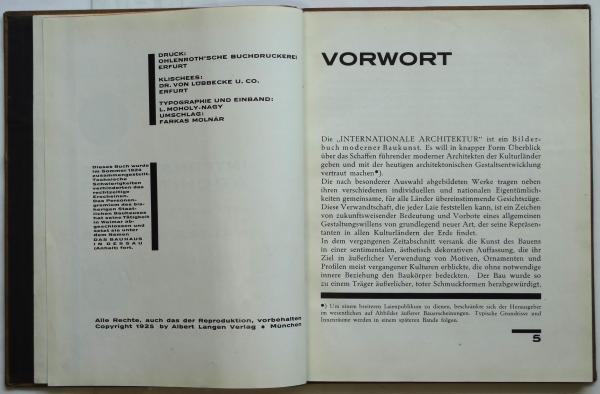 DRUCK:
OHLENROTH'SCHE BUCHDRUCKEREI
ERFURT
KLISCHEES:
DR. VON LÖBBECKE U. CO.
ERFURT
TYPOGRAPHIE UND EINBAND:
L. MOHOLY-NAGY
UMSCHLAG:
FARKAS MOLNÁR
Dieses Buch wurde
im Sommer 1924
zusammengestellt.
Technische
Schwierigkeiten
verhinderten das
rechtzeitige
Erscheinen.
Das Personen-
gremium des bis-
herigen Staat-
lichen Bauhauses
hat seine Tätigkeit
in Weimar ab-
geschlossen und
setzt sie unter
dem Namen
DAS BAUHAUS
IN DESSAU
(Anhalt) fort.
Alle Rechte, auch das der Reproduktion, vorbehalten
Copyright 1925 by Albert Langen Verlag • München
VORWORT
Die „INTERNATIONALE ARCHITEKTUR“ ist ein Bilder-
buch moderner Baukunst. Es will in knapper Form Überblick
über das Schaffen führender moderner Architekten der Kulturländer
geben und mit der heutigen architektonischen Gestaltsentwicklung
vertraut machen*).
Die nach besonderer Auswahl abgebildeten Werke tragen neben
ihren verschiedenen individuellen und nationalen Eigentümlich-
keiten gemeinsame, für alle Länder übereinstimmende Gesichtszüge.
Diese Verwandtschaft, die jeder Laie feststellen kann, ist ein Zeichen
von zukunftsweisender Bedeutung und Vorbote eines allgemeinen
Gestaltungswillens von grundlegend neuer Art, der seine Repräsen-
tanten in allen Kulturländern der Erde findet.
In dem vergangenen Zeitabschnitt versank die Kunst des Bauens
in einer sentimentalen, ästhetisch dekorativen Auffassung, die ihr
Ziel in äußerlicher Verwendung von Motiven, Ornamenten und
Profilen meist vergangener Kulturen erblickte, die ohne notwendige
innere Beziehung den Baukörper bedeckten. Der Bau wurde so
zu einem Träger äußerlicher, toter Schmuckformen herabgewürdigt,
*) Um einem breiteren Laienpublikum zu dienen, beschränkte sich der Herausgeber
im wesentlichen auf Abbilder äußerer Bauerscheinungen. Typische Grundrisse und
Innenräume werden in einem späteren Bande folgen.
5